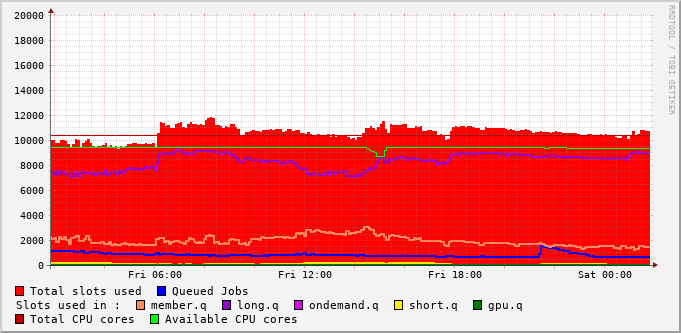 20000
18000
16000
14000
12000
10000
8000
6000
4000
2000
0
Fri 06:00 Fri 12:00 Fri 18:00 Sat 00:00
Total slots used Queued Jobs
Slots used in : member.q long.q ondemand.q short.q gpu.q
Total CPU cores Available CPU cores
RRDTOOL / TOBI OETIKER